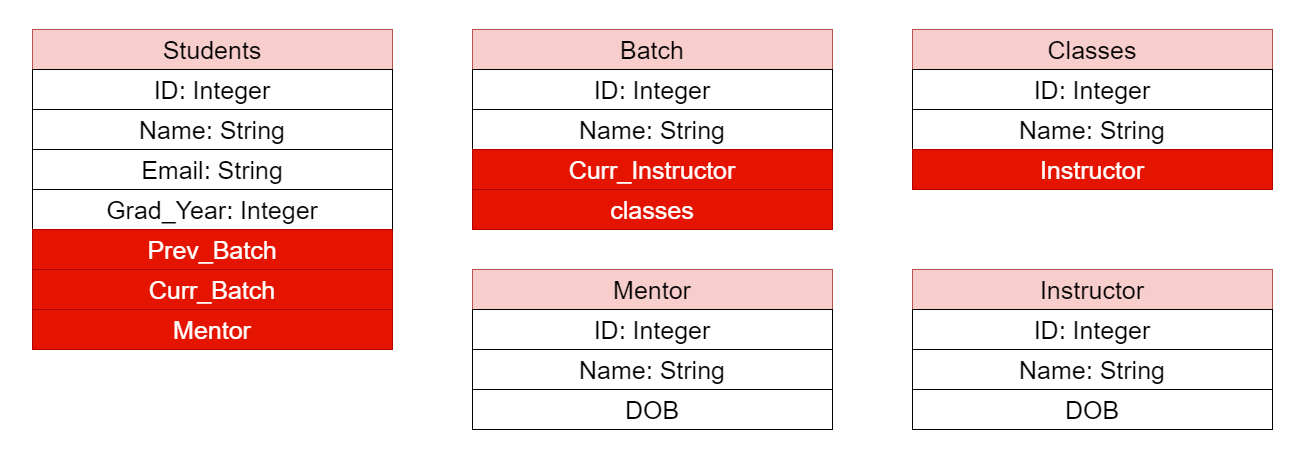 Students
ID: Integer
Name: String
Email: String
Grad_Year: Integer
Prev_Batch
Curr_Batch
Mentor
Batch
ID: Integer
Name: String
Curr_Instructor
classes
Classes
ID: Integer
Name: String
Instructor
Mentor
ID: Integer
Name: String
DOB
Instructor
ID: Integer
Name: String
DOB